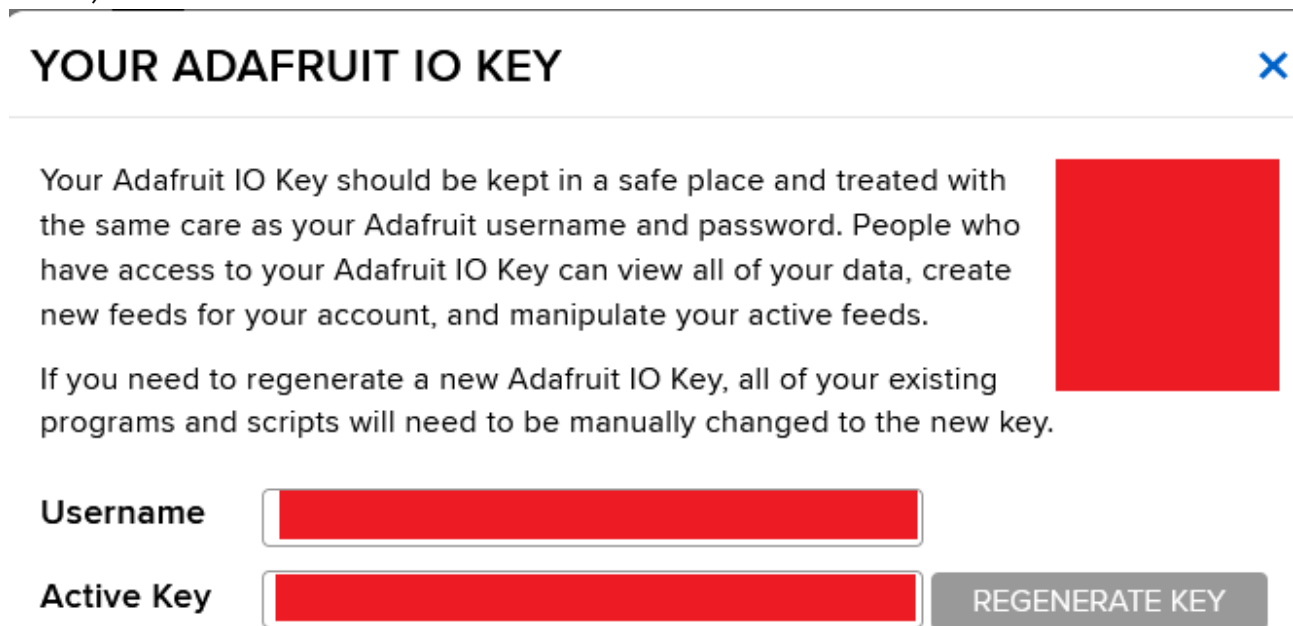 YOUR ADAFRUIT IO KEY
Your Adafruit IO Key should be kept in a safe place and treated with
the same care as your Adafruit username and password. People who
have access to your Adafruit IO Key can view all of your data, create
new feeds for your account, and manipulate your active feeds.
If you need to regenerate a new Adafruit IO Key, all of your existing
programs and scripts will need to be manually changed to the new key.
Username
Active Key
REGENERATE KEY